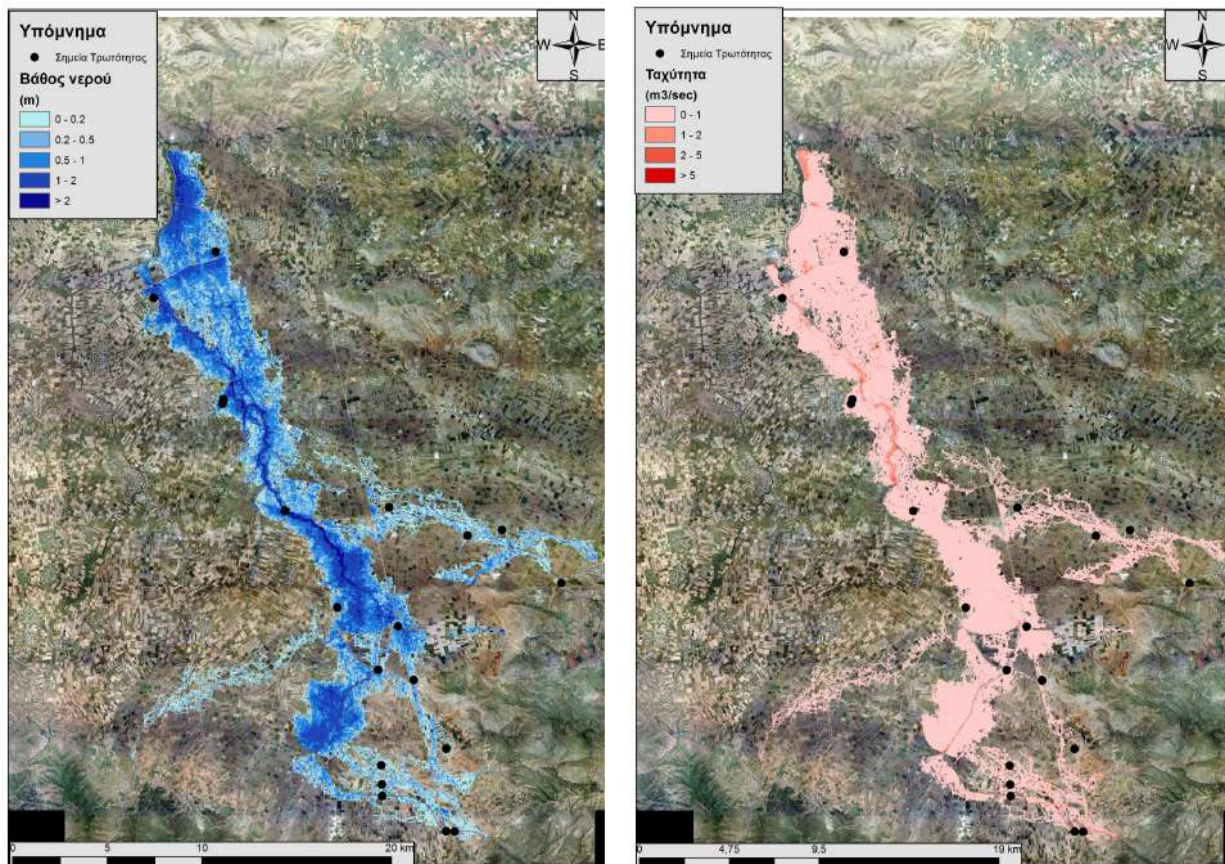 Υπόμνημα
Σημεία Τρωτότητας
Βάθος νερού
(m)
0 - 0.2
0.2 - 0.5
0.5 - 1
1 - 2
> 2
N
W E
S
0 5 10 20 km
Υπόμνημα
Σημεία Τρωτότητας
Ταχύτητα
(m3/sec)
0 - 1
1 - 2
2 - 5
> 5
N
W E
S
0 4,75 9,5 19 km